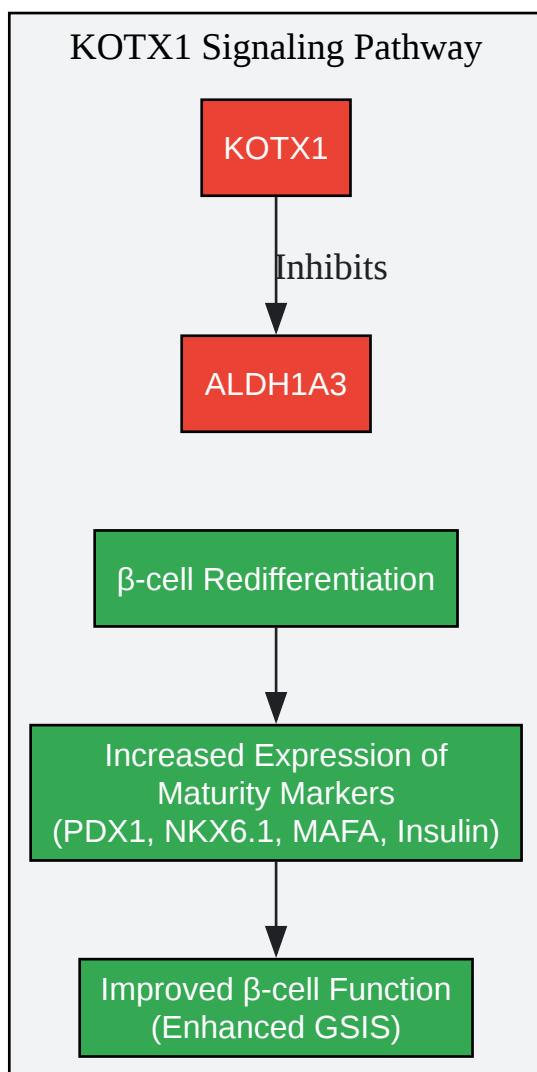 KOTX1 Signaling Pathway
KOTX1
Inhibits
ALDH1A3
β-cell Redifferentiation
Increased Expression of
Maturity Markers
(PDX1, NKX6.1, MAFA, Insulin)
Improved β-cell Function
(Enhanced GSIS)